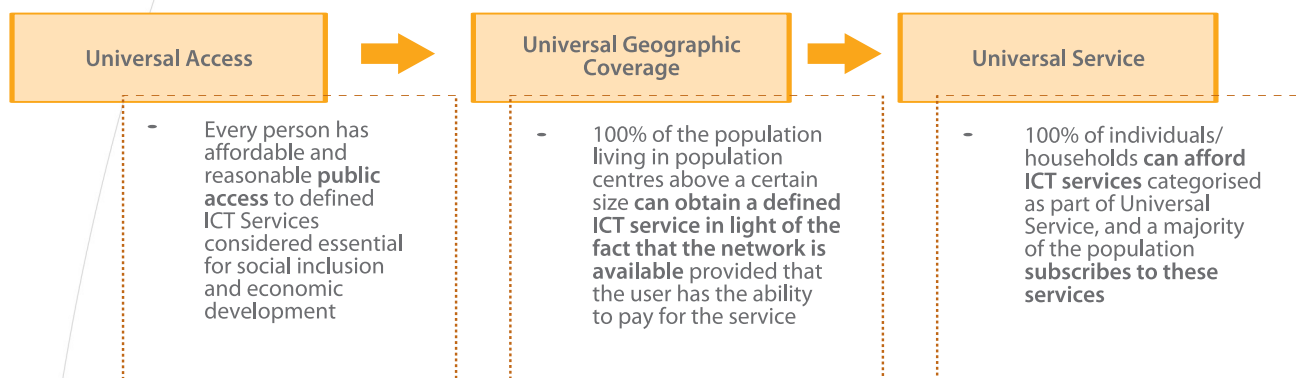 Universal Access
Universal Geographic
Coverage
Universal Service
- Every person has
affordable and
reasonable public
access to defined
ICT Services
considered essential
for social inclusion
and economic
development
- 100% of the population
living in population
centres above a certain
size can obtain a defined
ICT service in light of the
fact that the network is
available provided that
the user has the ability
to pay for the service
- 100% of individuals/
households can afford
ICT services categorised
as part of Universal
Service, and a majority
of the population
subscribes to these
services